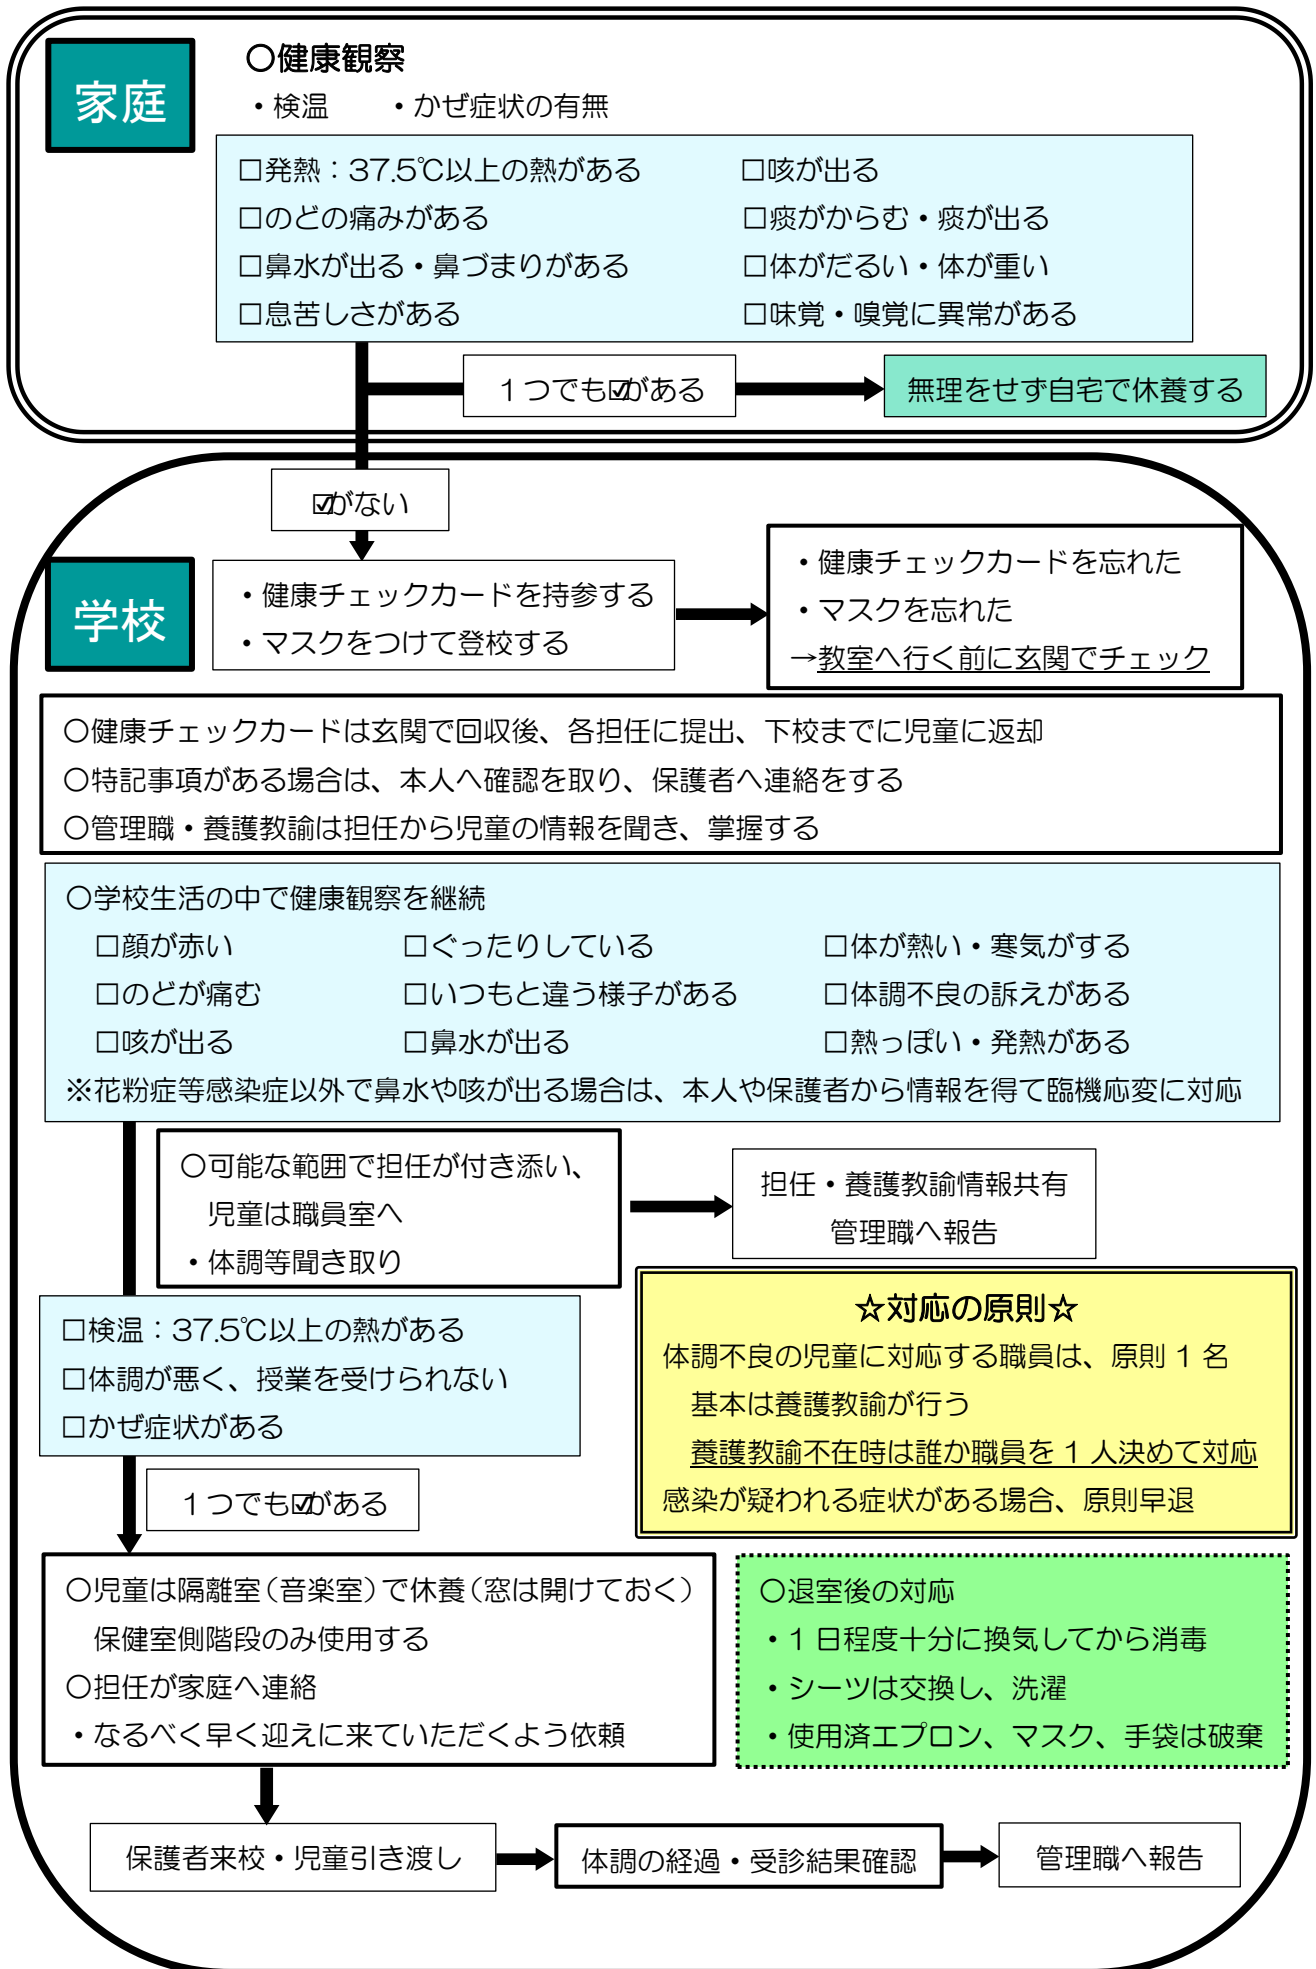 家庭
〇健康観察
・検温　・かぜ症状の有無
□発熱：37.5℃以上の熱がある　□咳が出る
□のどの痛みがある　□痰がからむ・痰が出る
□鼻水が出る・鼻づまりがある　□体がだるい・体が重い
□息苦しさがある　□味覚・嗅覚に異常がある
１つでも☑がある
無理をせず自宅で休養する
☑がない
学校
・健康チェックカードを持参する
・マスクをつけて登校する
・健康チェックカードを忘れた
・マスクを忘れた
→教室へ行く前に玄関でチェック
〇健康チェックカードは玄関で回収後、各担任に提出、下校までに児童に返却
〇特記事項がある場合は、本人へ確認を取り、保護者へ連絡をする
〇管理職・養護教諭は担任から児童の情報を聞き、掌握する
〇学校生活の中で健康観察を継続
□顔が赤い　□ぐったりしている　□体が熱い・寒気がする
□のどが痛む　□いつもと違う様子がある　□体調不良の訴えがある
□咳が出る　□鼻水が出る　□熱っぽい・発熱がある
※花粉症等感染症以外で鼻水や咳が出る場合は、本人や保護者から情報を得て臨機応変に対応
〇可能な範囲で担任が付き添い、
児童は職員室へ
・体調等聞き取り
担任・養護教諭情報共有
管理職へ報告
□検温：37.5℃以上の熱がある
□体調が悪く、授業を受けられない
□かぜ症状がある
☆対応の原則☆
体調不良の児童に対応する職員は、原則１名
基本は養護教諭が行う
養護教諭不在時は誰か職員を１人決めて対応
感染が疑われる症状がある場合、原則早退
１つでも☑がある
〇児童は隔離室（音楽室）で休養（窓は開けておく）
保健室側階段のみ使用する
〇担任が家庭へ連絡
・なるべく早く迎えに来ていただくよう依頼
〇退室後の対応
・１日程度十分に換気してから消毒
・シーツは交換し、洗濯
・使用済エプロン、マスク、手袋は破棄
保護者来校・児童引き渡し
体調の経過・受診結果確認
管理職へ報告